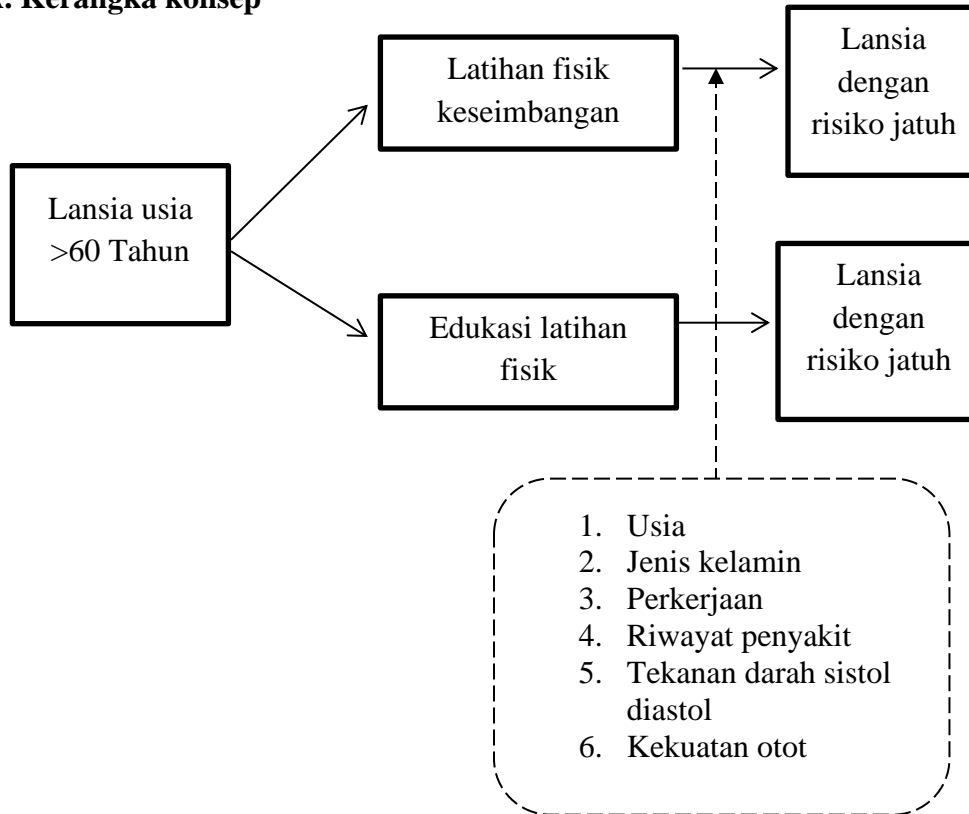 Kerangka konsep
Latihan fisik
keseimbangan
Lansia
dengan
risiko jatuh
Lansia usia
>60 Tahun
Edukasi latihan
fisik
Lansia
dengan
risiko jatuh
1. Usia
2. Jenis kelamin
3. Perkerjaan
4. Riwayat penyakit
5. Tekanan darah sistol
diastol
6. Kekuatan otot